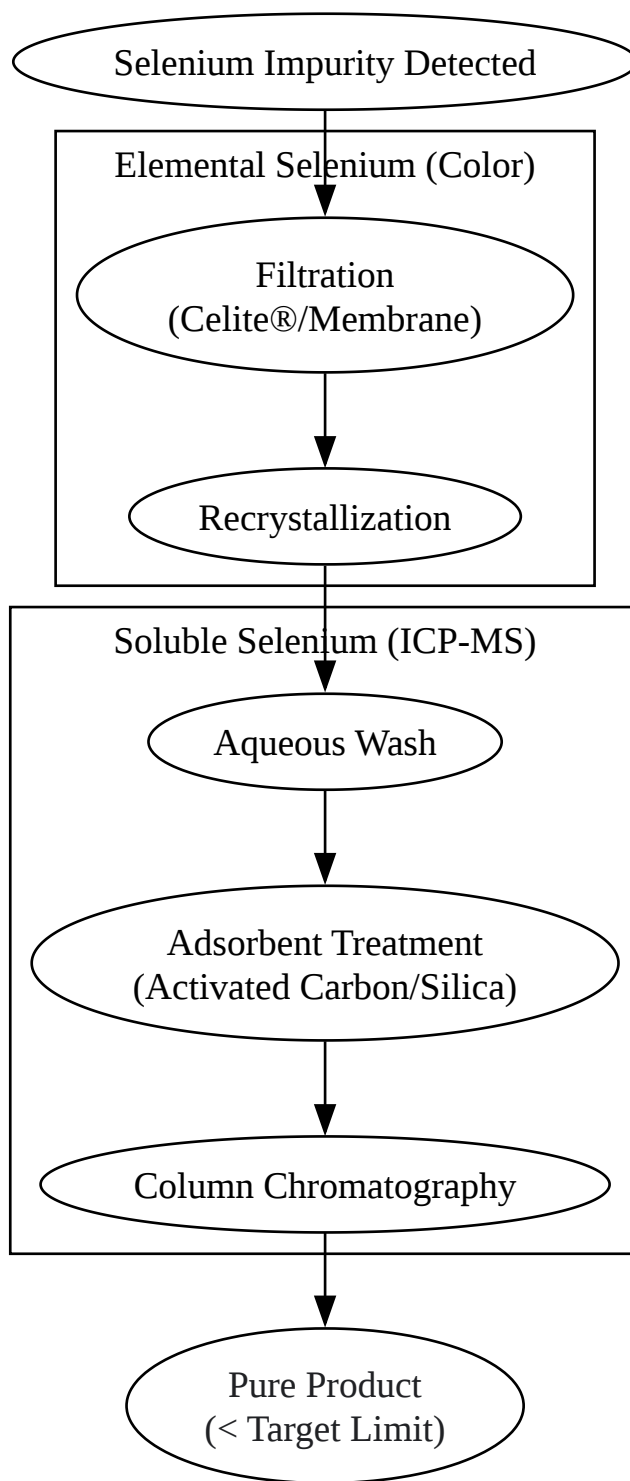 Selenium Impurity Detected
Elemental Selenium (Color)
Filtration
(Celite®/Membrane)
Recrystallization
Soluble Selenium (ICP-MS)
Aqueous Wash
Adsorbent Treatment
(Activated Carbon/Silica)
Column Chromatography
Pure Product
(< Target Limit)